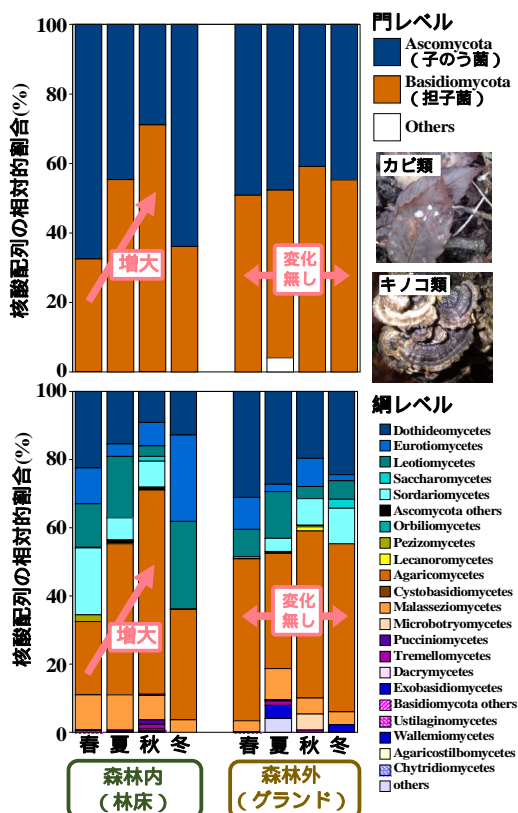 門レベル
Ascomycota
(子のう菌)
Basidiomycota
(担子菌)
Others
カビ類
キノコ類
核酸配列の相対的割合(%)
100
80
60
40
20
0
増大
変化
無し
綱レベル
Dothideomycetes
Eurotiomycetes
Leotiomycetes
Saccharomycetes
Sordariomycetes
Ascomycota others
Orbiliomycetes
Pezizomycetes
Lecanoromycetes
Agaricomycetes
Cystobasidiomycetes
Malasseziomycetes
Microbotryomycetes
Pucciniomycetes
Tremellomycetes
Dacrymycetes
Exobasidiomycetes
Basidiomycota others
Ustilaginomycetes
Wallemiomycetes
Agaricostilbomycetes
Chytridiomycetes
others
核酸配列の相対的割合(%)
100
80
60
40
20
0
増大
変化
無し
春 夏 秋 冬 春 夏 秋 冬
森林内
(林床)
森林外
(グランド)